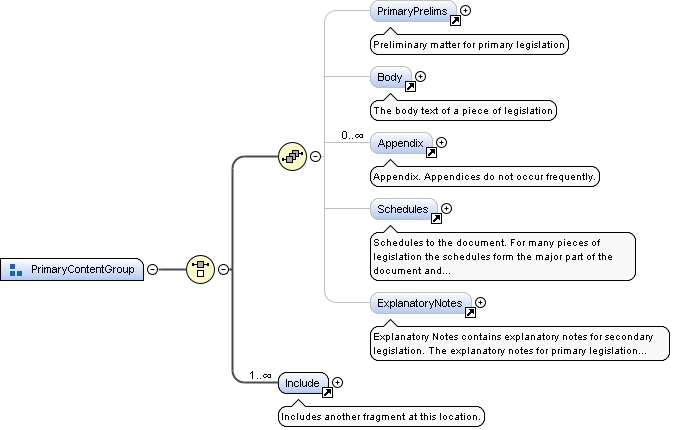 PrimaryPrelims
Preliminary matter for primary legislation
Body
The body text of a piece of legislation
0..∞
Appendix
Appendix. Appendices do not occur frequently.
Schedules
Schedules to the document. For many pieces of
legislation the schedules form the major part of the
document and...
PrimaryContentGroup
ExplanatoryNotes
Explanatory Notes contains explanatory notes for secondary
legislation. The explanatory notes for primary legislation...
1..∞
Include
Includes another fragment at this location.